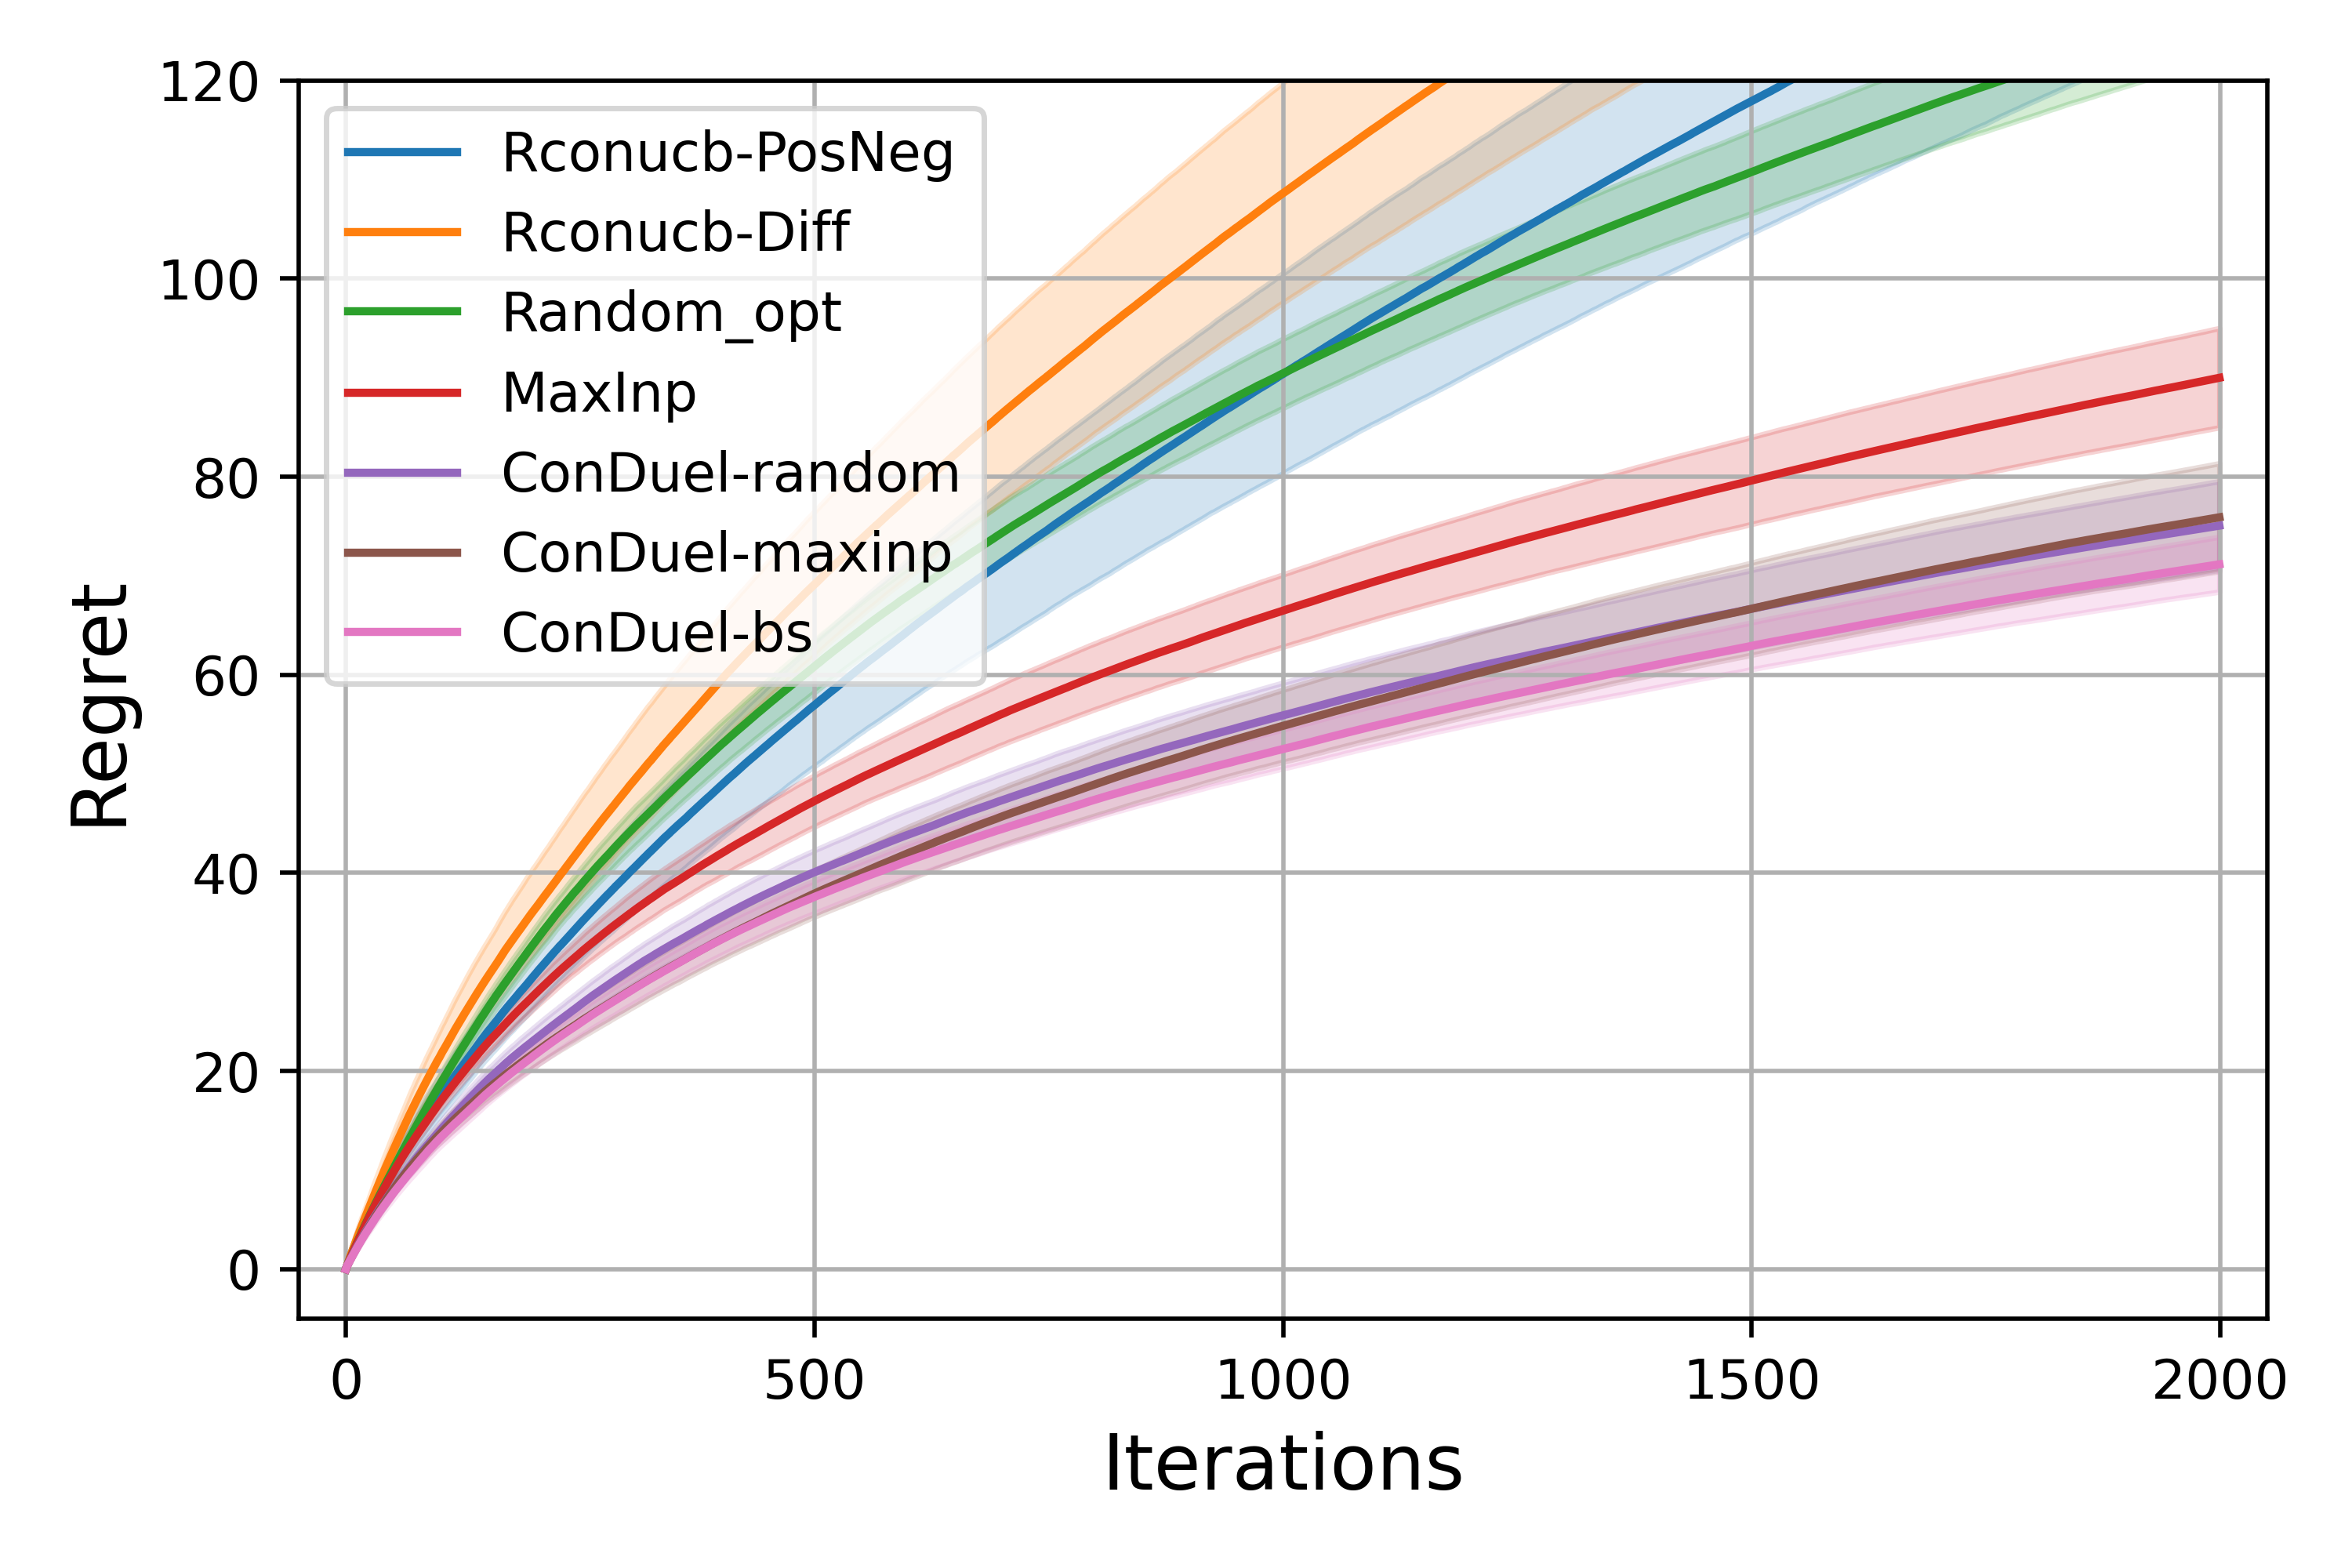 120
100
80
60
40
20
0
Regret
Rconucb-PosNeg
Rconucb-Diff
Random_opt
MaxInp
ConDuel-random
ConDuel-maxinp
ConDuel-bs
0 500 1000 1500 2000
Iterations